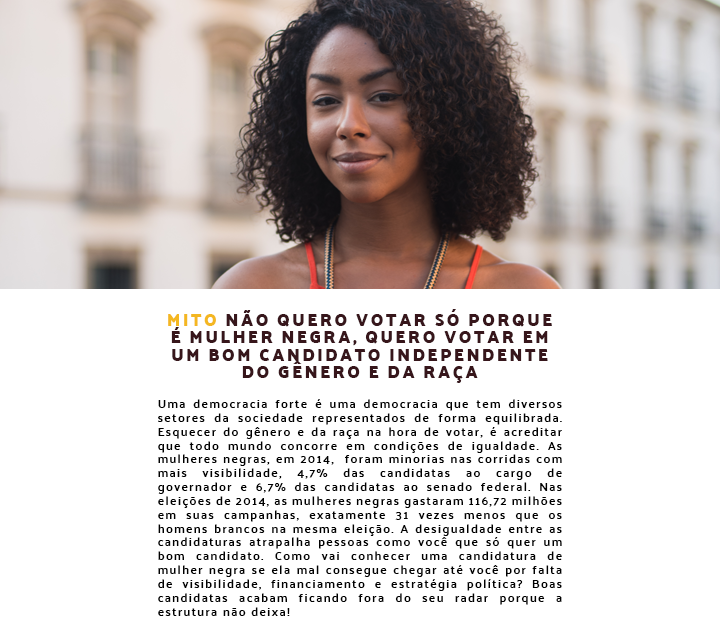 MITO NÃO QUERO VOTAR SÓ PORQUE
É MULHER NEGRA, QUERO VOTAR EM
UM BOM CANDIDATO INDEPENDENTE
DO GÊNERO E DA RAÇA
Uma democracia forte é uma democracia que tem diversos
setores da sociedade representados de forma equilibrada.
Esquecer do gênero e da raça na hora de votar, é acreditar
que todo mundo concorre em condições de igualdade. As
mulheres negras, em 2014, foram minorias nas corridas com
mais visibilidade, 4,7% das candidatas ao cargo de
governador e 6,7% das candidatas ao senado federal. Nas
eleições de 2014, as mulheres negras gastaram 116,72 milhões
em suas campanhas, exatamente 31 vezes menos que os
homens brancos na mesma eleição. A desigualdade entre as
candidaturas atrapalha pessoas como você que só quer um
bom candidato. Como vai conhecer uma candidatura de
mulher negra se ela mal consegue chegar até você por falta
de visibilidade, financiamento e estratégia política? Boas
candidatas acabam ficando fora do seu radar porque a
estrutura não deixa!